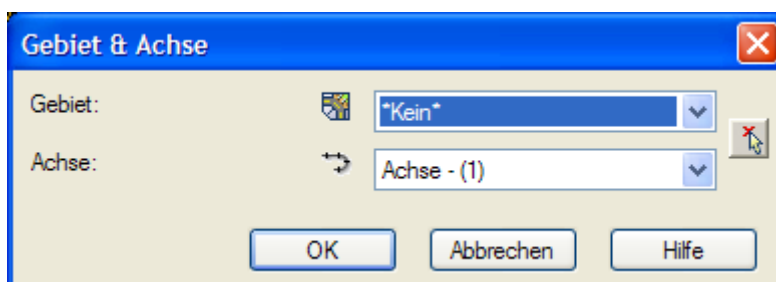 Gebiet & Achse
Gebiet: *Kein*
Achse: Achse - (1)
OK Abbrechen Hilfe